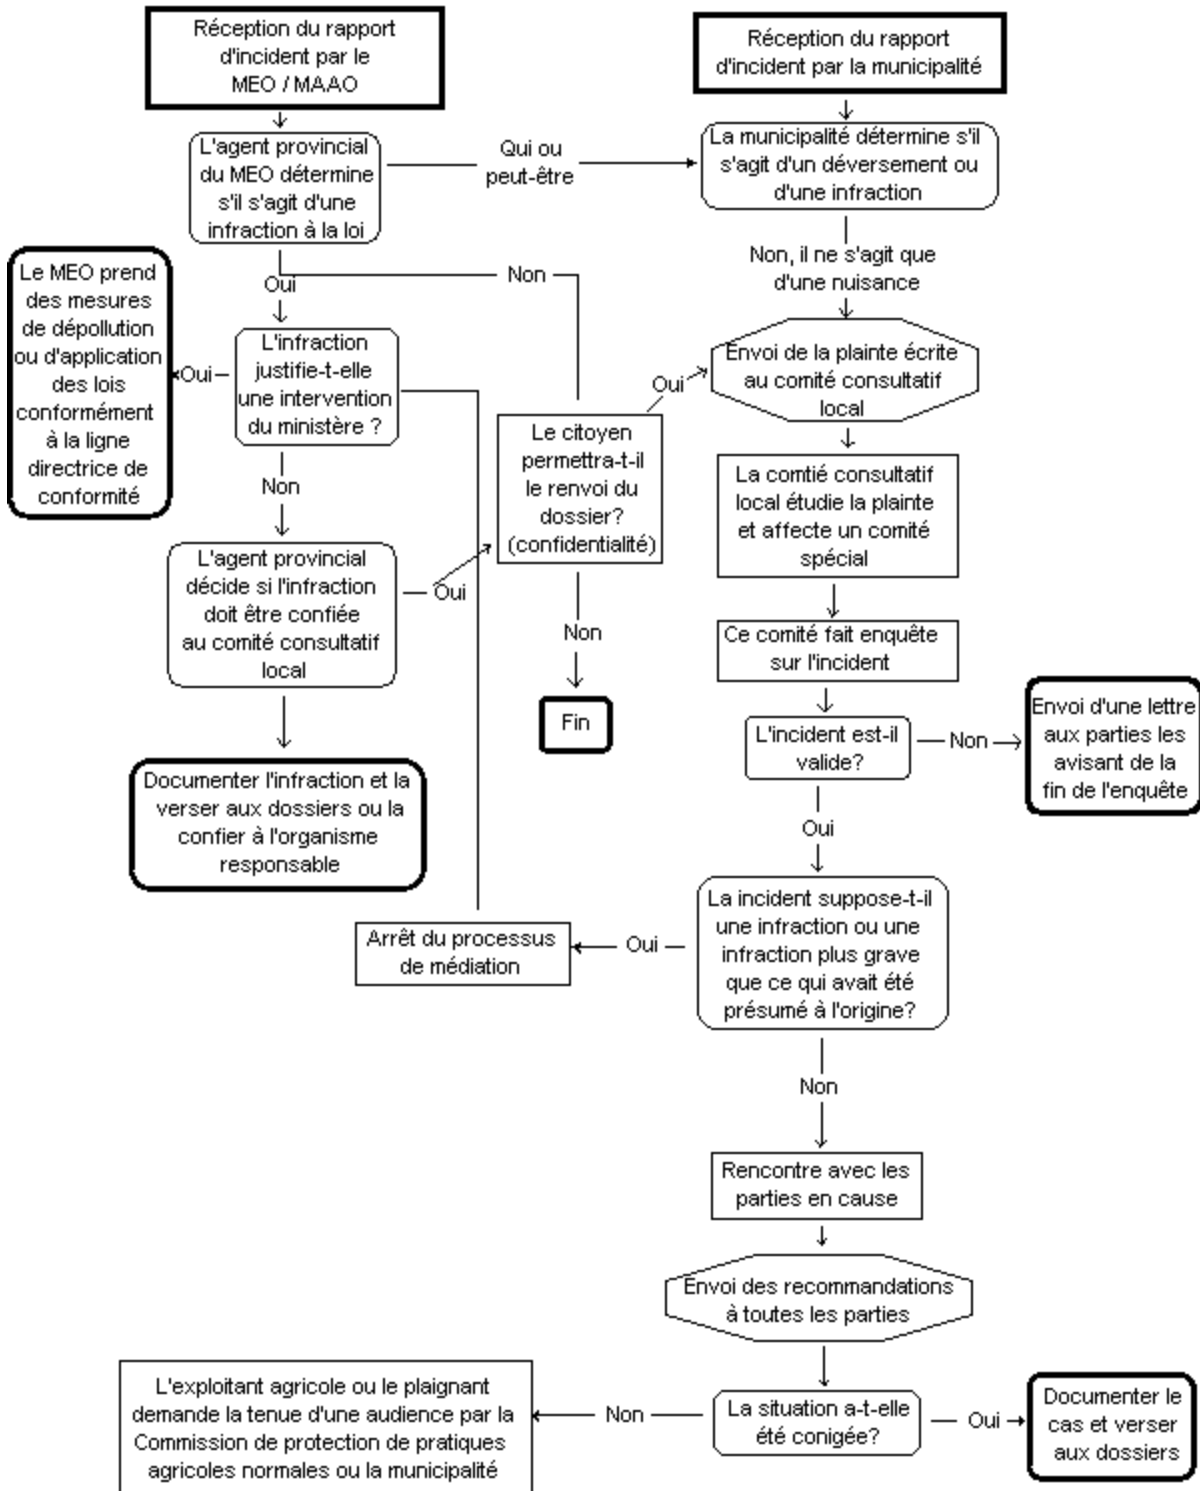 Réception du rapport
d'incident par le
MEO / MAAO
Réception du rapport
d'incident par la municipalité
L'agent provincial
du MEO détermine
s'il s'agit d'une
infraction à la loi
Qui ou
peut-être
La municipalité détermine s'il
s'agit d'un déversement ou
d'une infraction
Non
Oui
Non, il ne s'agit que
d'une nuisance
Le MEO prend
des mesures
de dépollution
ou d'application
des lois
conformément
à la ligne
directrice de
conformité
Oui
L'infraction
justifie-t-elle
une intervention
du ministère ?
Envoi de la plainte écrite
au comité consultatif
local
Oui
Le citoyen
permettra-t-il
le renvoi du
dossier?
(confidentialité)
Non
La comtié consultatif
local étudie la plainte
et affecte un comité
spécial
L'agent provincial
décide si l'infraction
doit être confiée
au comité consultatif
local
Oui
Non
Fin
Ce comité fait enquête
sur l'incident
L'incident est-il
valide?
Non
Envoi d'une lettre
aux parties les
avisant de la
fin de l'enquête
Documenter l'infraction et la
verser aux dossiers ou la
confier à l'organisme
responsable
Oui
La incident suppose-t-il
une infraction ou une
infraction plus grave
que ce qui avait été
présumé à l'origine?
Oui
Arrêt du processus
de médiation
Non
Rencontre avec les
parties en cause
Envoi des recommandations
à toutes les parties
La situation a-t-elle
été conigée?
Non
L'exploitant agricole ou le plaignant
demande la tenue d'une audience par la
Commission de protection de pratiques
agricoles normales ou la municipalité
Oui
Documenter le
cas et verser
aux dossiers